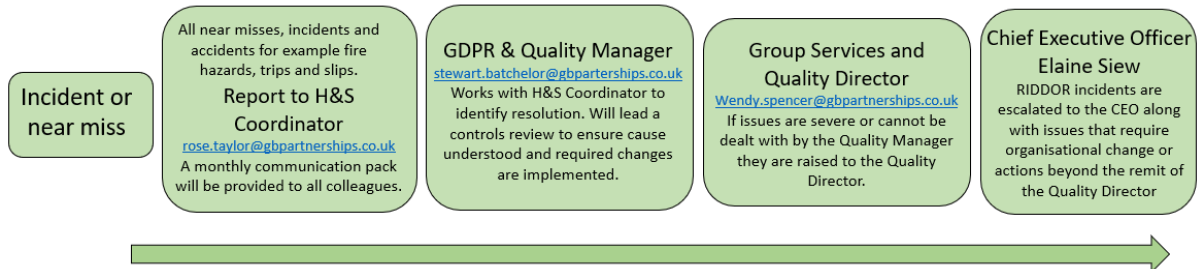 Incident or
near miss
All near misses, incidents and
accidents for example fire
hazards, trips and slips.
Report to H&S
Coordinator
rose.taylor@gbpartnerships.co.uk
A monthly communication pack
will be provided to all colleagues.
GDPR & Quality Manager
stewart.batchelor@gbparterships.co.uk
Works with H&S Coordinator to
identify resolution. Will lead a
controls review to ensure cause
understood and required changes
are implemented.
Group Services and
Quality Director
Wendy.spencer@gbpartnerships.co.uk
If issues are severe or cannot be
dealt with by the Quality Manager
they are raised to the Quality
Director.
Chief Executive Officer
Elaine Siew
RIDDOR incidents are
escalated to the CEO along
with issues that require
organisational change or
actions beyond the remit of
the Quality Director